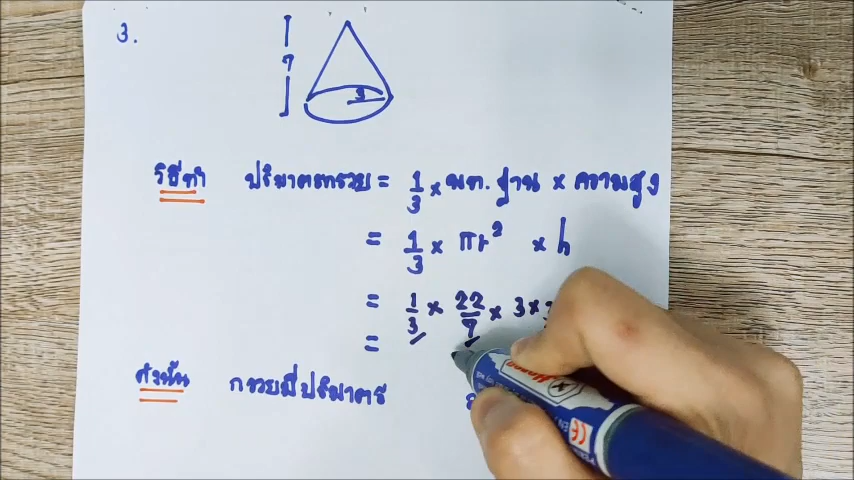 3.
7
3
วิธีทำ ปริมาตรกรวย = 1/3 × พท. ฐาน × ความสูง
= 1/3 × πr² × h
= 1/3 × 22/7 × 3 ×
=
ดังนั้น กรวยมีปริมาตร